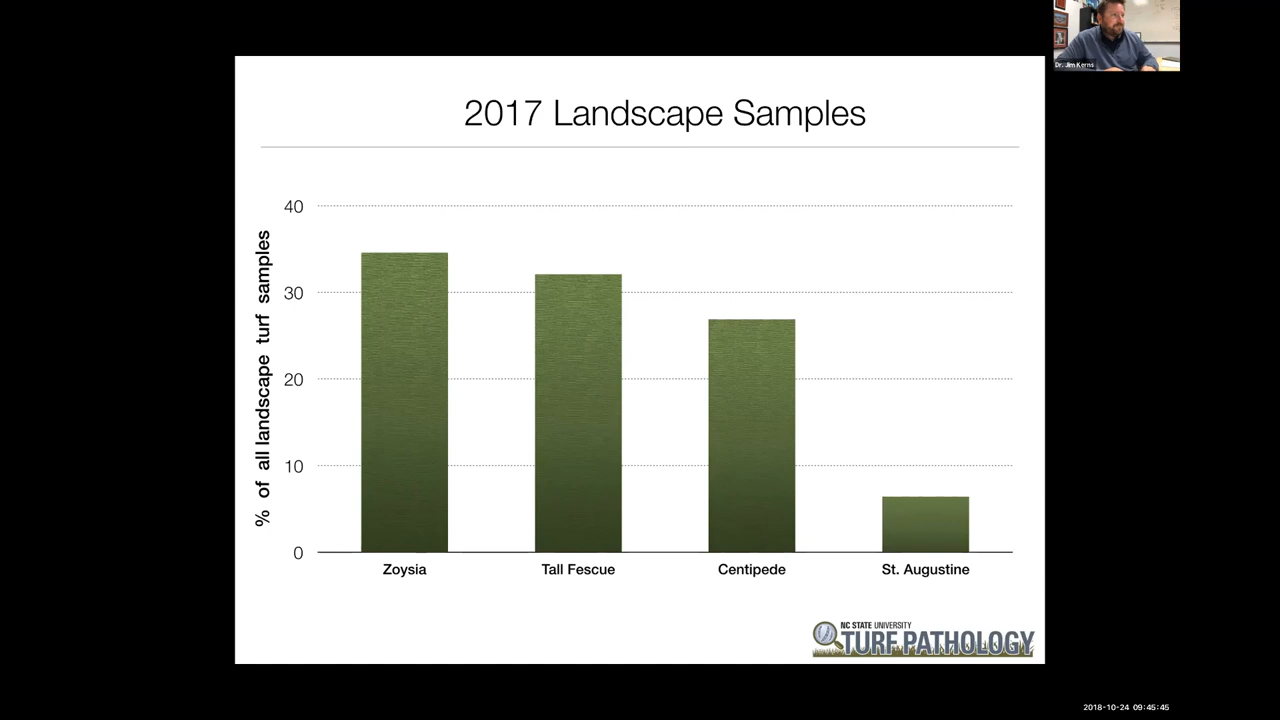 Dr. Jim Kerns
2017 Landscape Samples
% of all landscape turf samples
40
30
20
10
0
Zoysia
Tall Fescue
Centipede
St. Augustine
NC STATE UNIVERSITY
TURF PATHOLOGY
2018-10-24 09:45:45